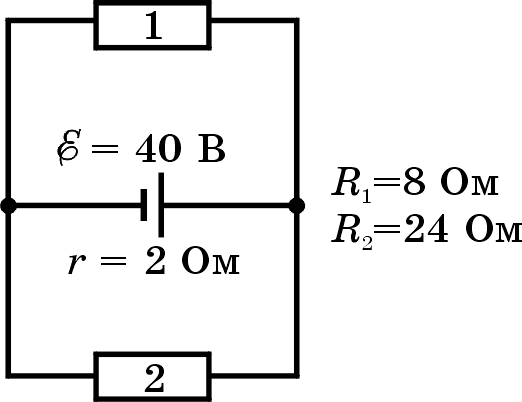 1
ℰ = 40 В
r = 2 Ом
R₁=8 Ом
R₂=24 Ом
2